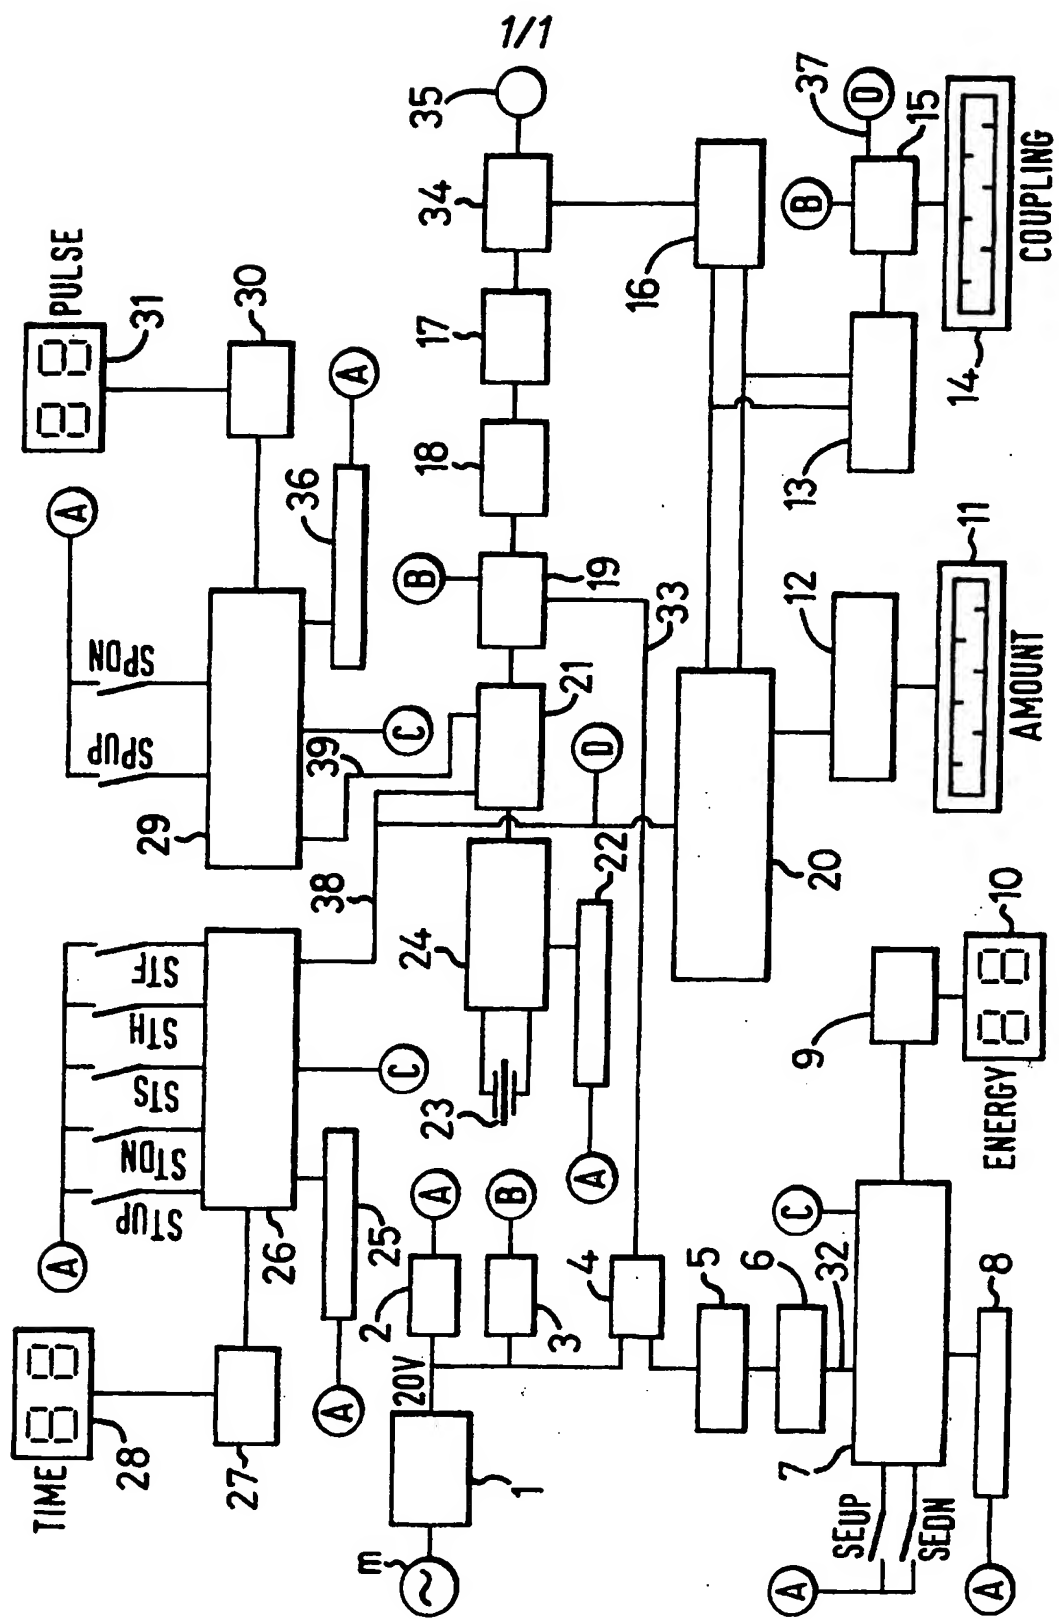 1/1
TIME
28
27
A
STUP
STDN
STS
STH
STF
26
25
A
C
A
SPUP
SPDN
29
PULSE
31
30
36
A
C
39
38
m
1
20V
2
A
3
B
4
23
24
22
A
21
D
B
19
18
17
34
35
33
5
6
32
7
C
SEUP
SEDN
A
8
A
9
ENERGY
10
20
12
AMOUNT
11
16
13
B
15
37
D
14
COUPLING